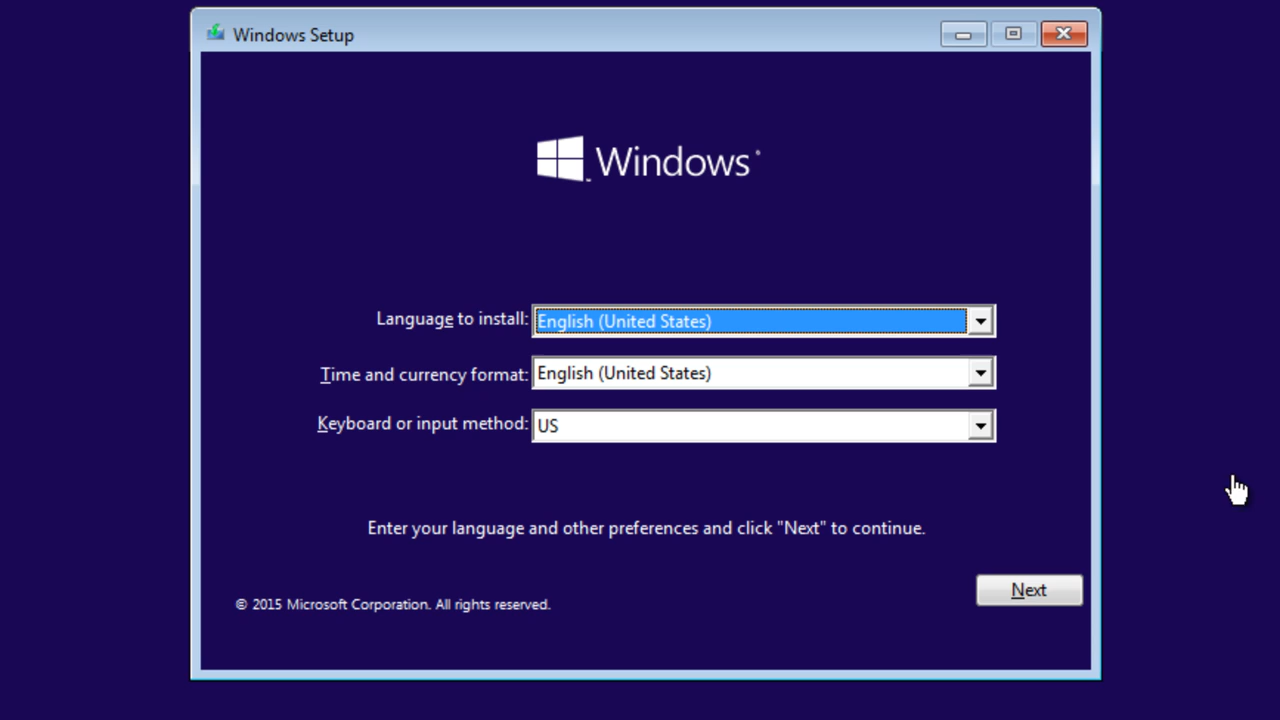 Windows Setup
Windows
Language to install: English (United States)
Time and currency format: English (United States)
Keyboard or input method: US
Enter your language and other preferences and click "Next" to continue.
© 2015 Microsoft Corporation. All rights reserved.
Next